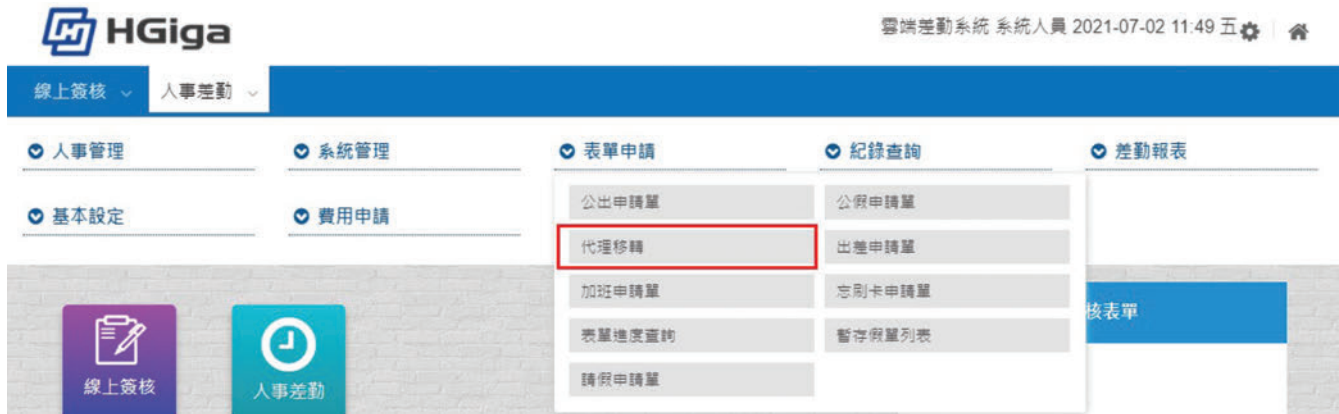 HGiga
雲端差勤系統 系統人員 2021-07-02 11:49 五
線上簽核 人事差勤
人事管理 系統管理 表單申請 紀錄查詢 差勤報表
基本設定 費用申請
公出申請單 公假申請單
代理移轉 出差申請單
加班申請單 忘刷卡申請單
表單進度查詢 暫存假單列表
請假申請單
核表單
線上簽核 人事差勤